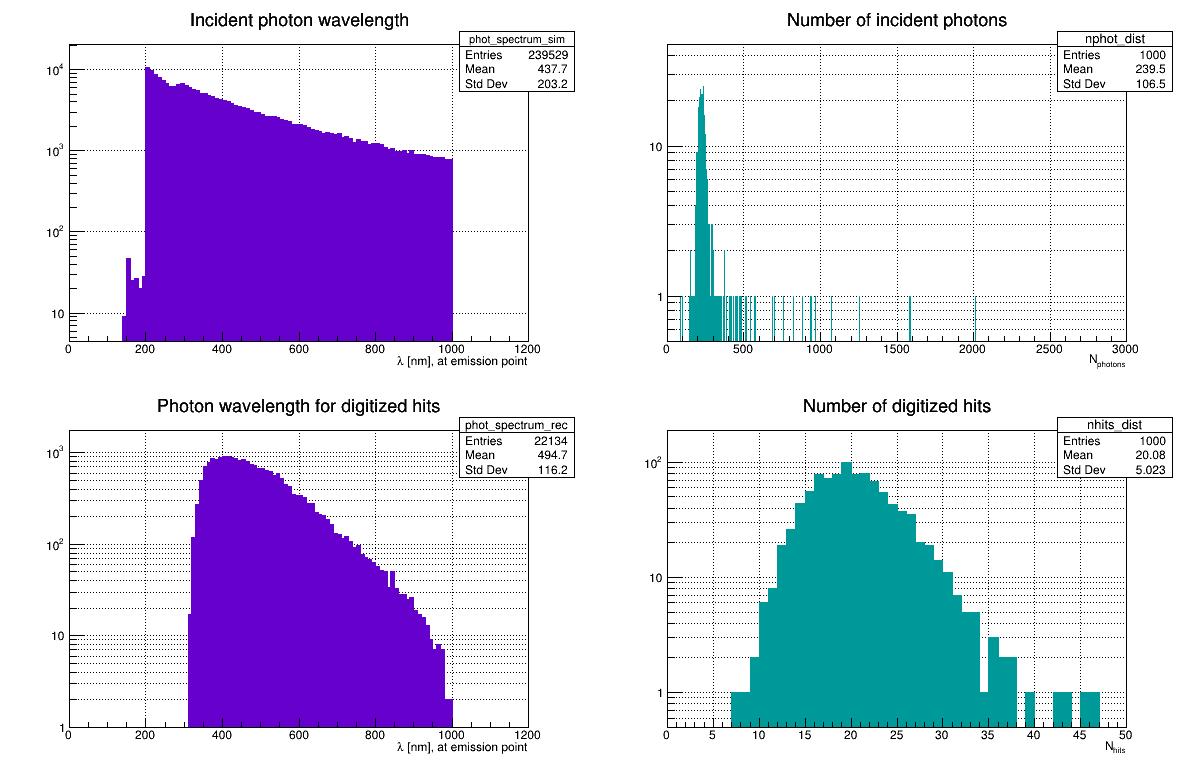 Incident photon wavelength
phot_spectrum_sim
Entries 239529
Mean 437.7
Std Dev 203.2
10^4
10^3
10^2
10
0 200 400 600 800 1000 1200
λ [nm], at emission point
Number of incident photons
nphot_dist
Entries 1000
Mean 239.5
Std Dev 106.5
10
1
0 500 1000 1500 2000 2500 3000
N_photons
Photon wavelength for digitized hits
phot_spectrum_rec
Entries 22134
Mean 494.7
Std Dev 116.2
10^3
10^2
10
1
0 200 400 600 800 1000 1200
λ [nm], at emission point
Number of digitized hits
nhits_dist
Entries 1000
Mean 20.08
Std Dev 5.023
10^2
10
1
0 5 10 15 20 25 30 35 40 45 50
N_hits